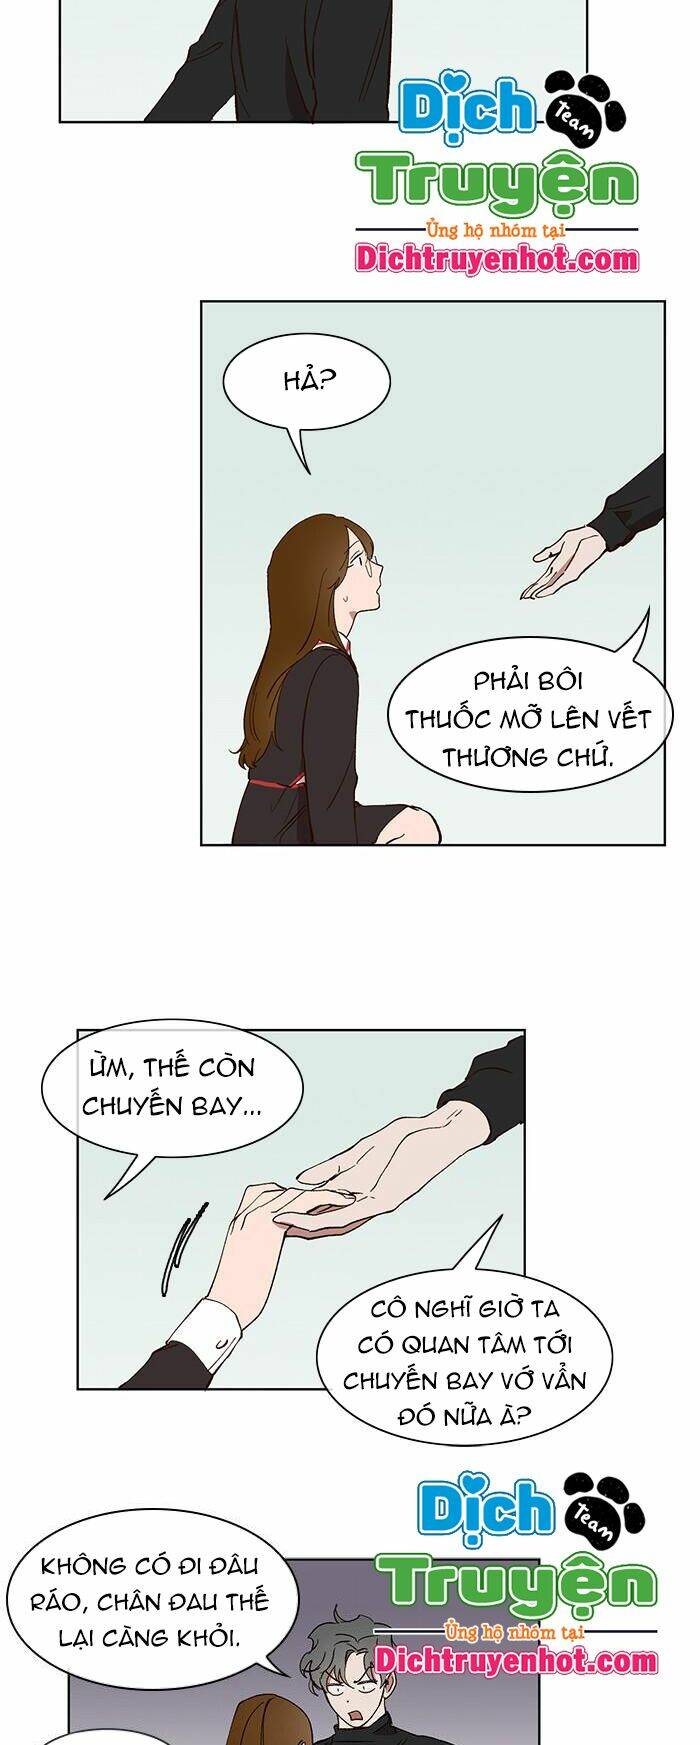 Dịch
Team
Truyện
Ủng hộ nhóm tại
Dichtruyenhot.com
HẢ?
PHẢI BÔI
THUỐC MỠ LÊN VẾT
THƯƠNG CHỨ.
ỪM, THẾ CÒN
CHUYẾN BAY...
CÔ NGHĨ GIỜ TA
CÓ QUAN TÂM TỚI
CHUYẾN BAY VỚ VẨN
ĐÓ NỮA À?
Dịch
Team
Truyện
Ủng hộ nhóm tại
Dichtruyenhot.com
KHÔNG CÓ ĐI ĐÂU
RÁO, CHÂN ĐAU THẾ
LẠI CÀNG KHỎI.